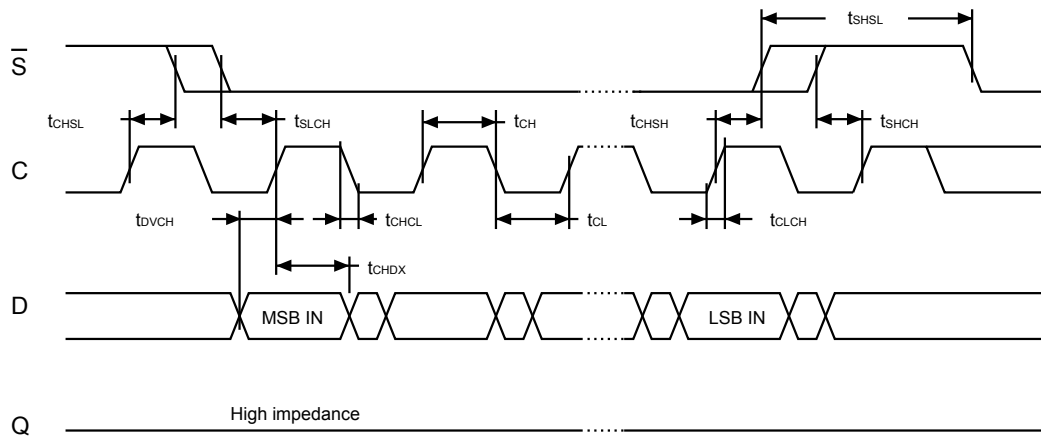 tSHSL
S̅
tCHSL
tSLCH
tCH
tCHSH
tSHCH
C
tDVCH
tCHCL
tCL
tCLCH
tCHDX
D
MSB IN
LSB IN
High impedance
Q